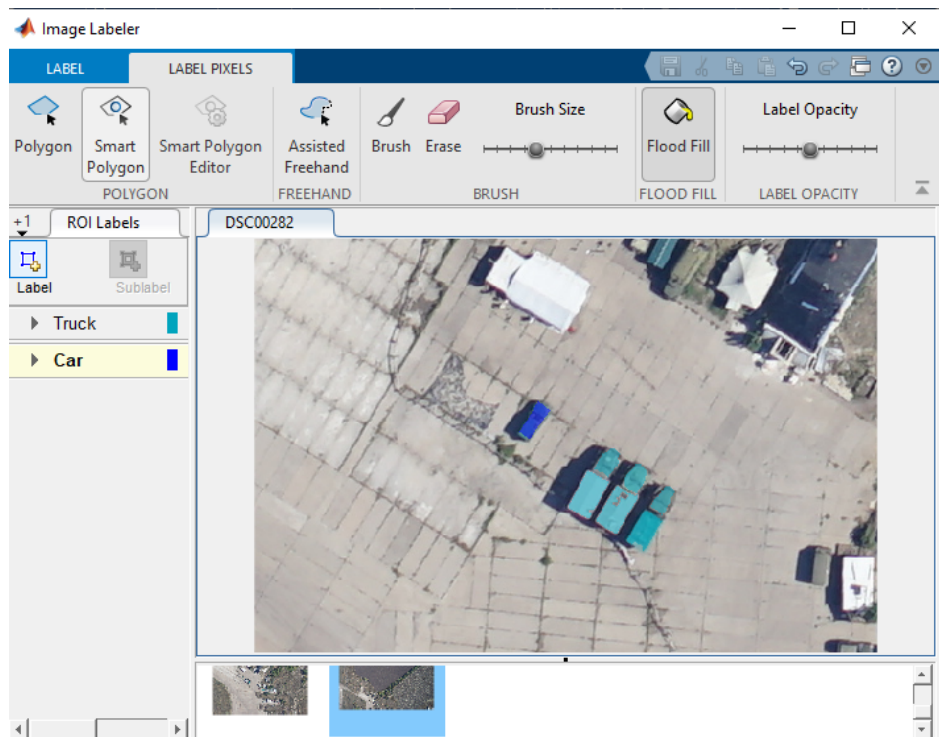 Image Labeler
LABEL
LABEL PIXELS
Polygon
Smart
Polygon
Smart Polygon
Editor
POLYGON
Assisted
Freehand
FREEHAND
Brush
Erase
Brush Size
BRUSH
Flood Fill
FLOOD FILL
Label Opacity
LABEL OPACITY
+1
ROI Labels
DSC00282
Label
Sublabel
Truck
Car